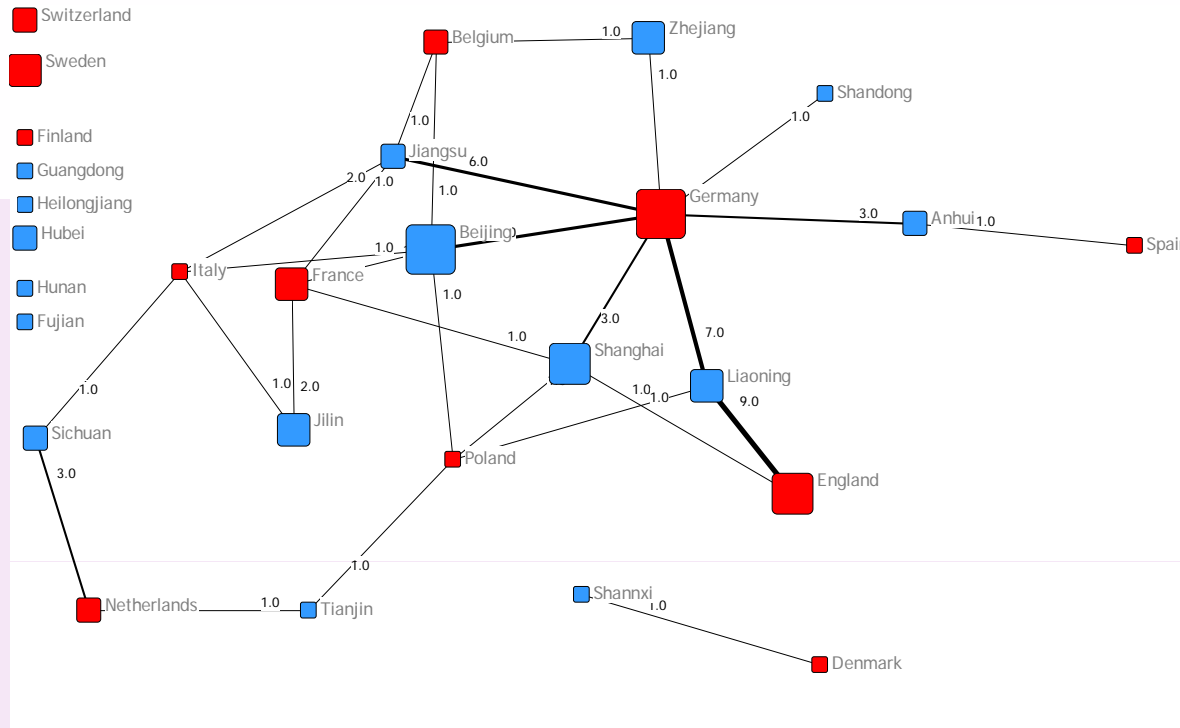 Switzerland
Belgium
1.0
Zhejiang
Sweden
1.0
Shandong
1.0
Finland
1.0
Jiangsu
6.0
Guangdong
2.0
1.0
1.0
Germany
Heilongjiang
3.0
Anhui
1.0
Hubei
Beijing
1.0
Italy
France
Hunan
1.0
Fujian
3.0
7.0
1.0
Shanghai
Liaoning
1.0
1.0
2.0
1.0
1.0
9.0
Jilin
Sichuan
Poland
3.0
England
1.0
Netherlands
1.0
Tianjin
Shannxi
1.0
Denmark